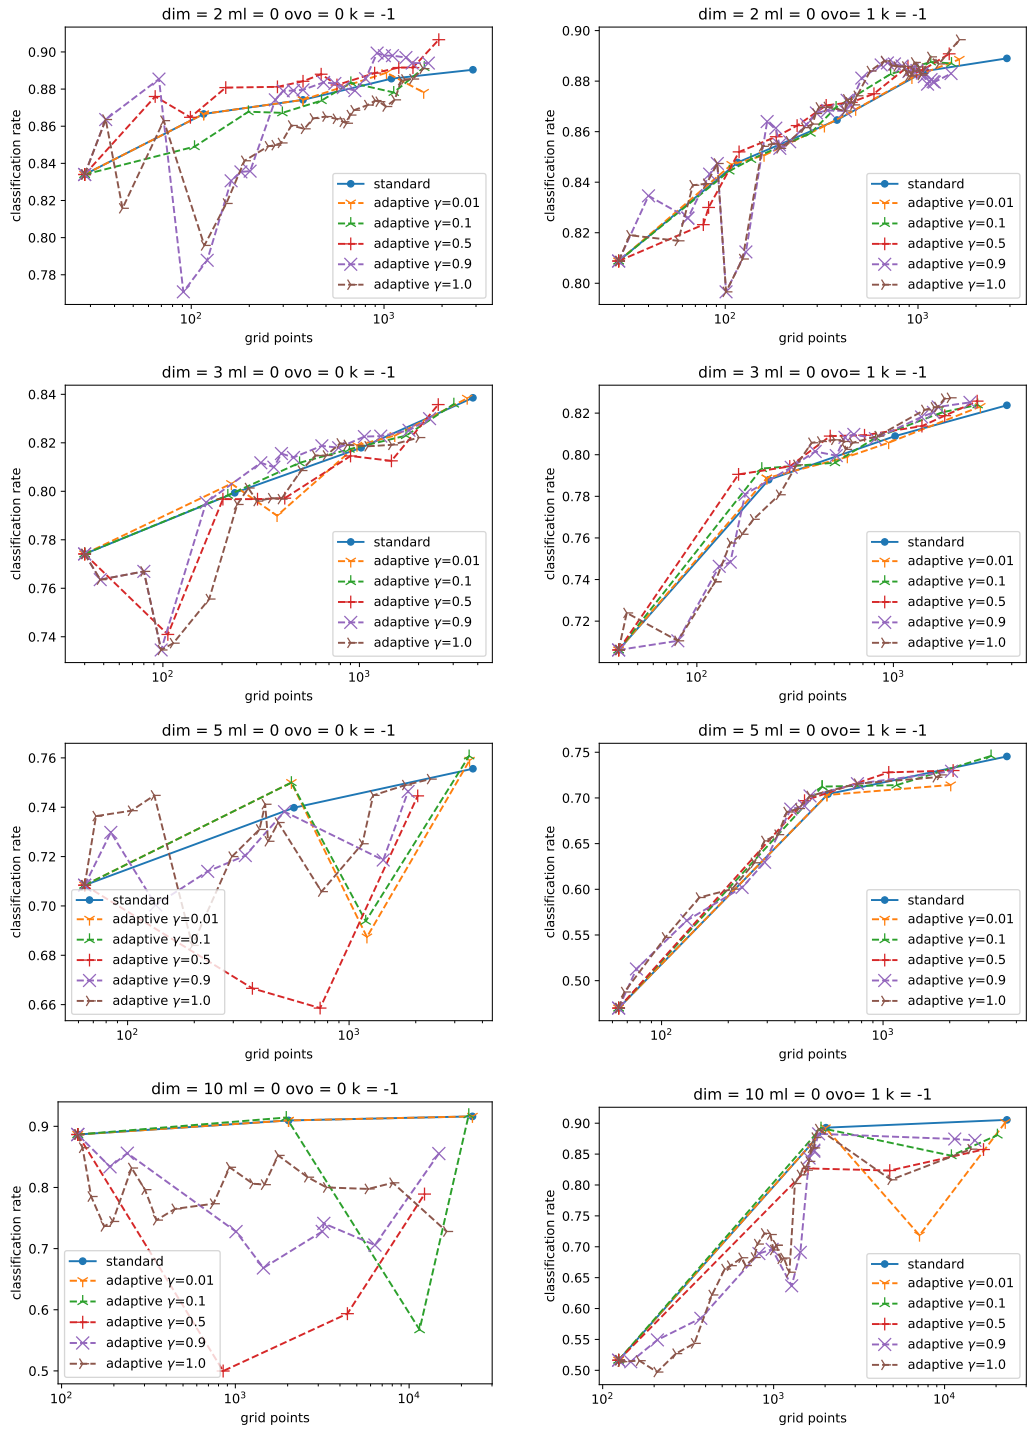 dim = 2 ml = 0 ovo = 0 k = -1
classification rate
0.90
0.88
0.86
0.84
0.82
0.80
0.78
standard
adaptive γ=0.01
adaptive γ=0.1
adaptive γ=0.5
adaptive γ=0.9
adaptive γ=1.0
10²
10³
grid points
dim = 2 ml = 0 ovo= 1 k = -1
classification rate
0.90
0.88
0.86
0.84
0.82
0.80
standard
adaptive γ=0.01
adaptive γ=0.1
adaptive γ=0.5
adaptive γ=0.9
adaptive γ=1.0
10²
10³
grid points
dim = 3 ml = 0 ovo = 0 k = -1
classification rate
0.84
0.82
0.80
0.78
0.76
0.74
standard
adaptive γ=0.01
adaptive γ=0.1
adaptive γ=0.5
adaptive γ=0.9
adaptive γ=1.0
10²
10³
grid points
dim = 3 ml = 0 ovo= 1 k = -1
classification rate
0.82
0.80
0.78
0.76
0.74
0.72
standard
adaptive γ=0.01
adaptive γ=0.1
adaptive γ=0.5
adaptive γ=0.9
adaptive γ=1.0
10²
10³
grid points
dim = 5 ml = 0 ovo = 0 k = -1
classification rate
0.76
0.74
0.72
0.70
0.68
0.66
standard
adaptive γ=0.01
adaptive γ=0.1
adaptive γ=0.5
adaptive γ=0.9
adaptive γ=1.0
10²
10³
grid points
dim = 5 ml = 0 ovo= 1 k = -1
classification rate
0.75
0.70
0.65
0.60
0.55
0.50
standard
adaptive γ=0.01
adaptive γ=0.1
adaptive γ=0.5
adaptive γ=0.9
adaptive γ=1.0
10²
10³
grid points
dim = 10 ml = 0 ovo = 0 k = -1
classification rate
0.9
0.8
0.7
0.6
0.5
standard
adaptive γ=0.01
adaptive γ=0.1
adaptive γ=0.5
adaptive γ=0.9
adaptive γ=1.0
10²
10³
10⁴
grid points
dim = 10 ml = 0 ovo= 1 k = -1
classification rate
0.90
0.85
0.80
0.75
0.70
0.65
0.60
0.55
0.50
standard
adaptive γ=0.01
adaptive γ=0.1
adaptive γ=0.5
adaptive γ=0.9
adaptive γ=1.0
10²
10³
10⁴
grid points